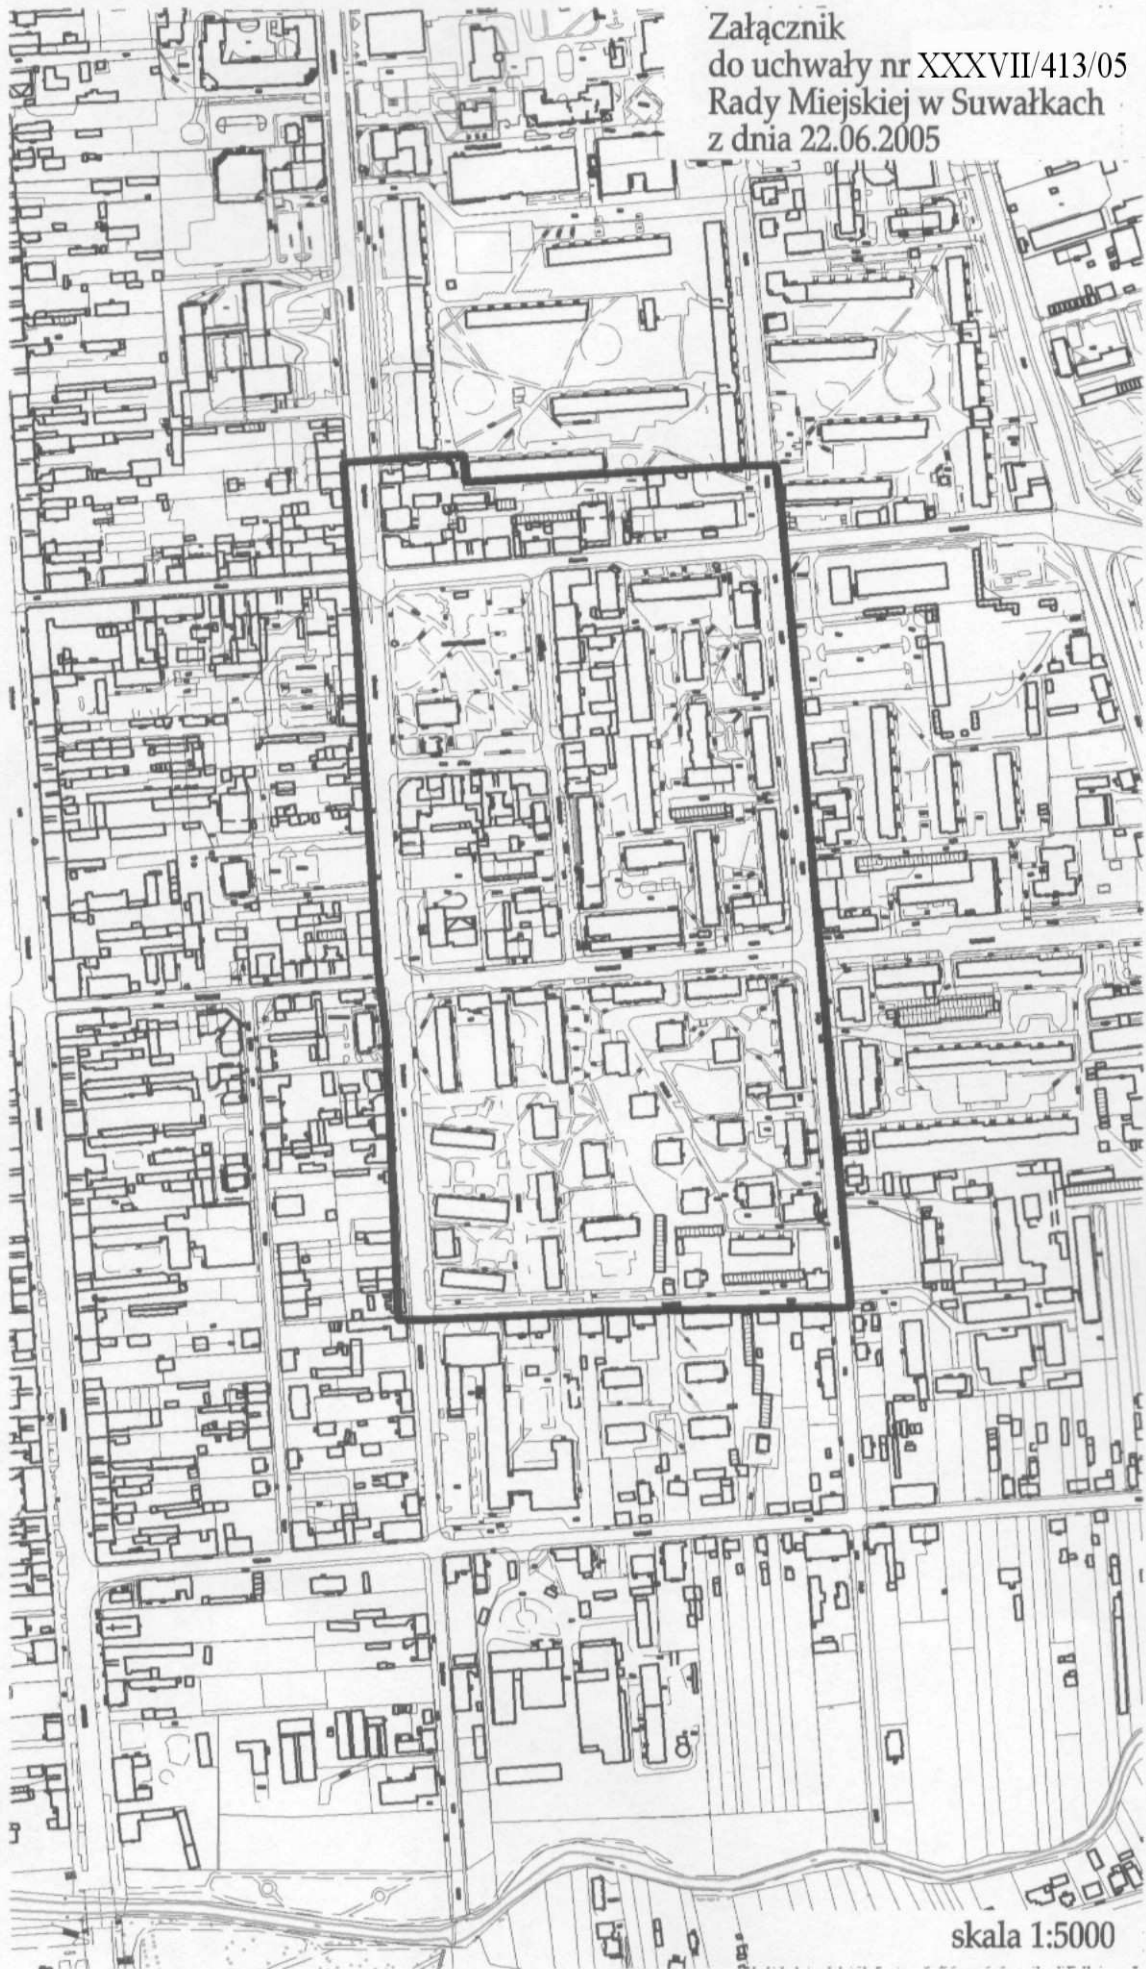 Załącznik
do uchwały nr XXXVII/413/05
Rady Miejskiej w Suwałkach
z dnia 22.06.2005
skala 1:5000